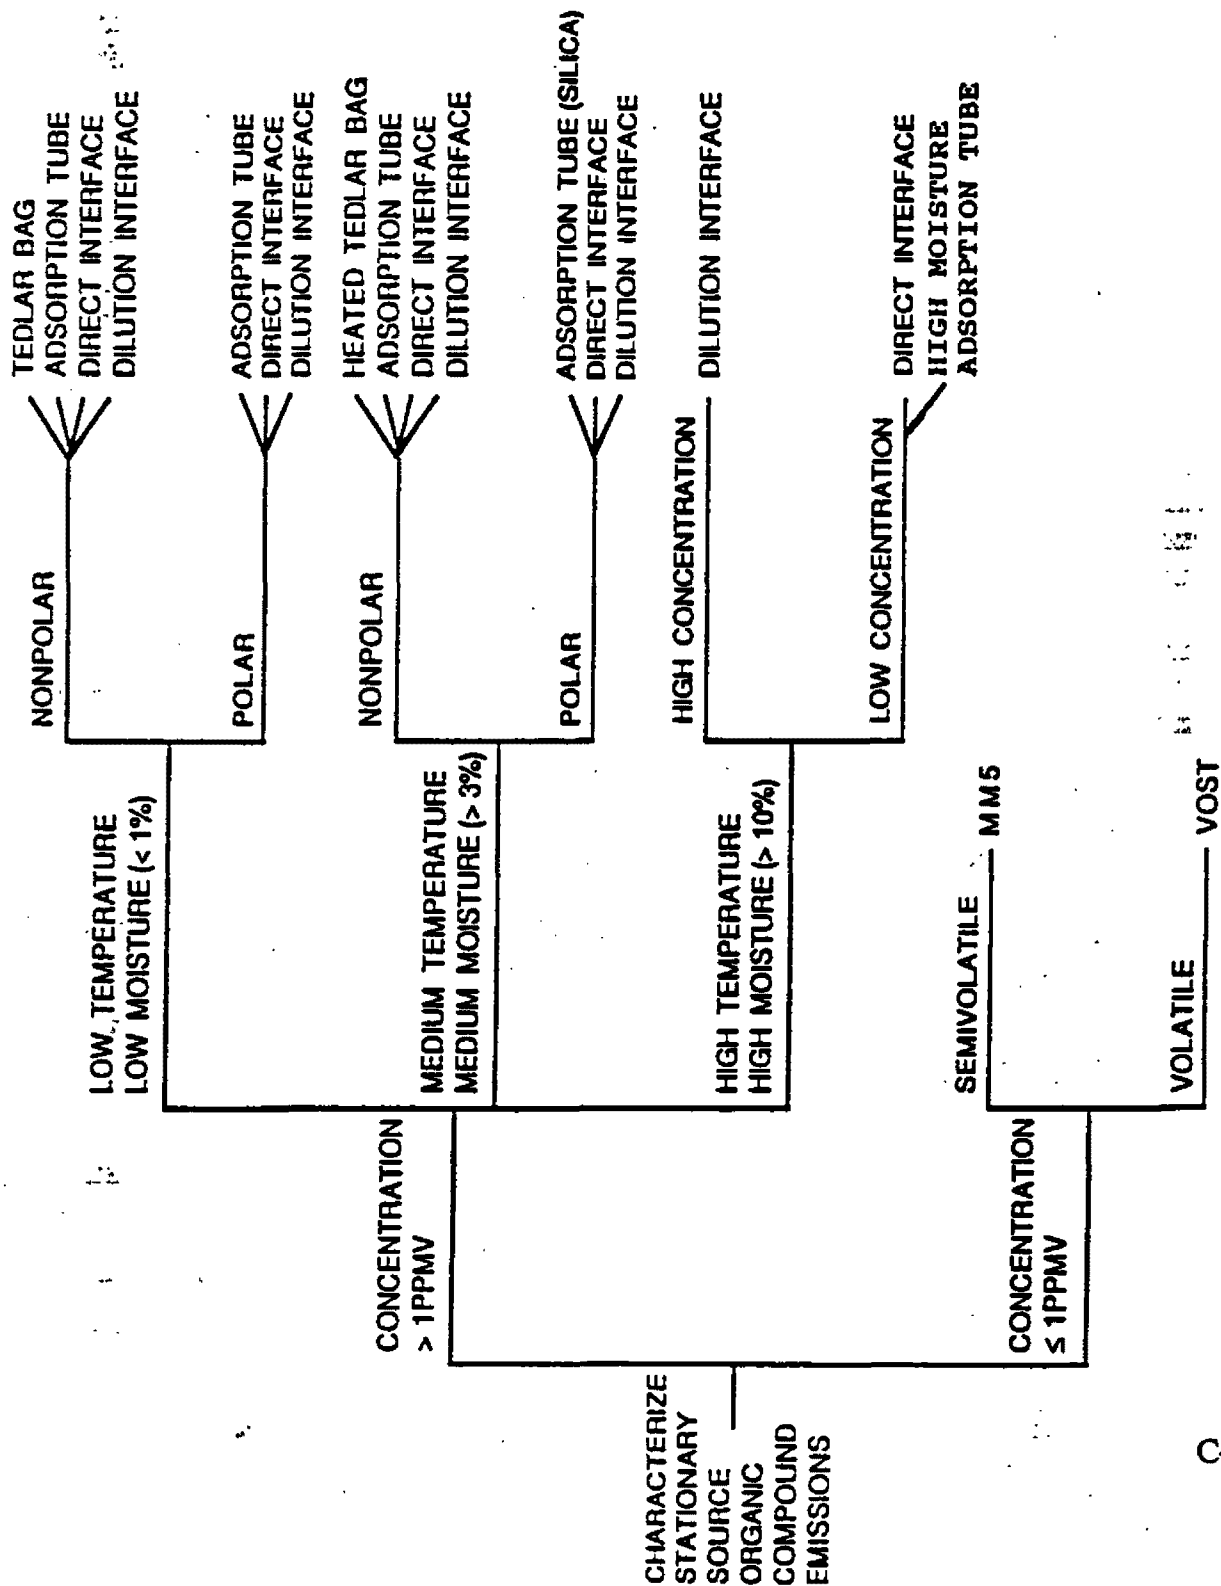 CHARACTERIZE
STATIONARY
SOURCE
ORGANIC
COMPOUND
EMISSIONS
CONCENTRATION
> 1PPMV
LOW TEMPERATURE
LOW MOISTURE (< 1%)
NONPOLAR
TEDLAR BAG
ADSORPTION TUBE
DIRECT INTERFACE
DILUTION INTERFACE
POLAR
ADSORPTION TUBE
DIRECT INTERFACE
DILUTION INTERFACE
MEDIUM TEMPERATURE
MEDIUM MOISTURE (> 3%)
NONPOLAR
HEATED TEDLAR BAG
ADSORPTION TUBE
DIRECT INTERFACE
DILUTION INTERFACE
POLAR
ADSORPTION TUBE (SILICA)
DIRECT INTERFACE
DILUTION INTERFACE
HIGH TEMPERATURE
HIGH MOISTURE (> 10%)
HIGH CONCENTRATION
DILUTION INTERFACE
LOW CONCENTRATION
DIRECT INTERFACE
HIGH MOISTURE
ADSORPTION TUBE
CONCENTRATION
≤ 1PPMV
SEMIVOLATILE
MM5
VOLATILE
VOST